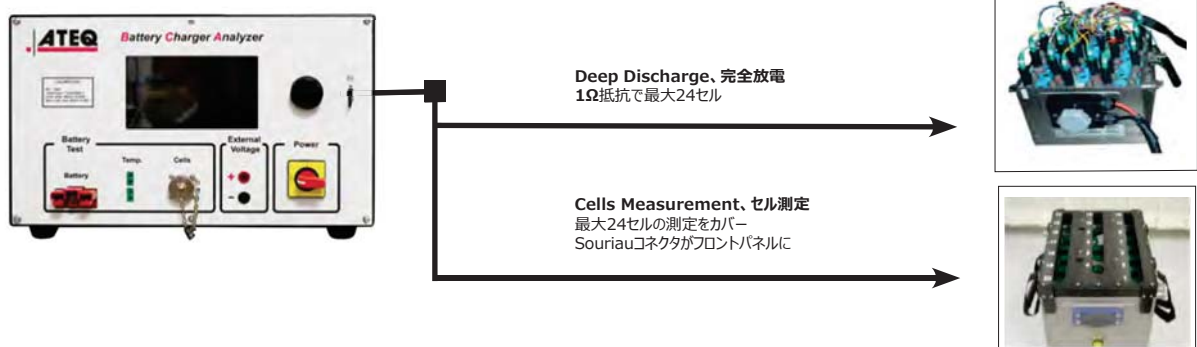 ATEQ
Battery Charger Analyzer
Battery
Test
Temp.
Cells
External
Voltage
Power
Battery
+
-
Deep Discharge、完全放電
1Ω抵抗で最大24セル
Cells Measurement、セル測定
最大24セルの測定をカバー
Souriauコネクタがフロントパネルに